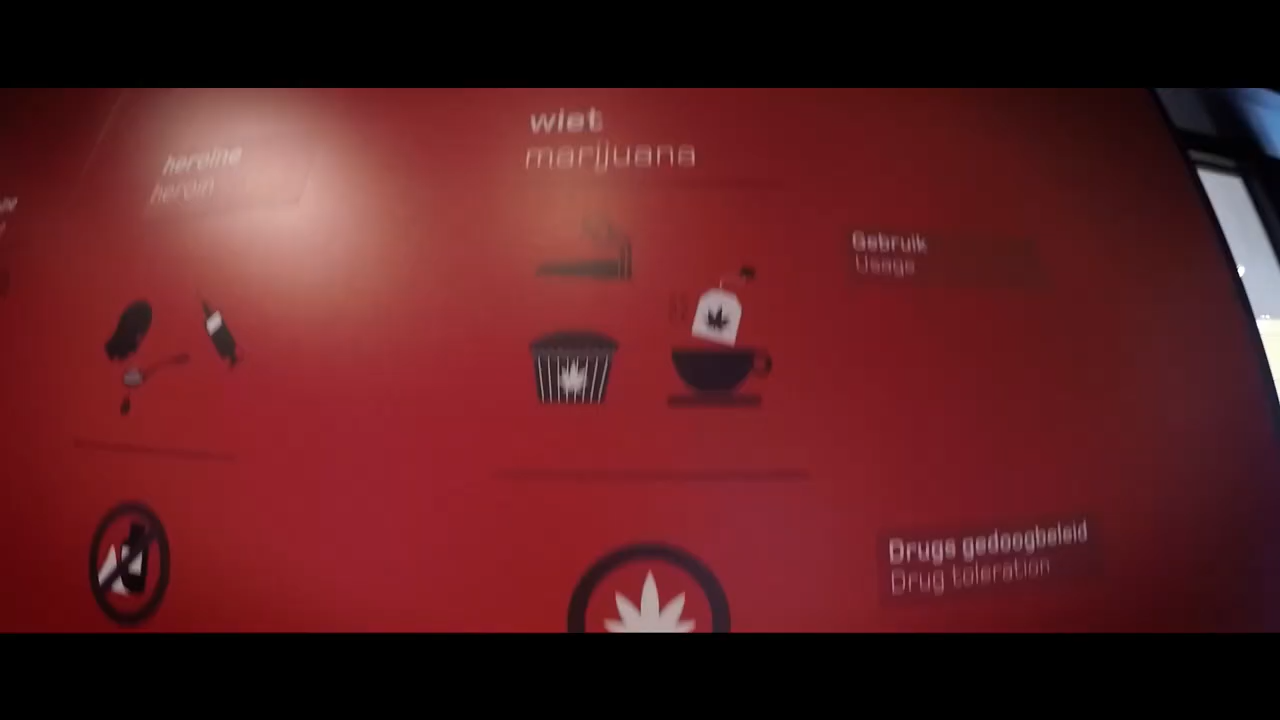 wiet
marijuana
heroine
heroin
Gebruik
Usage
Drugs gedoogbeleid
Drug toleration